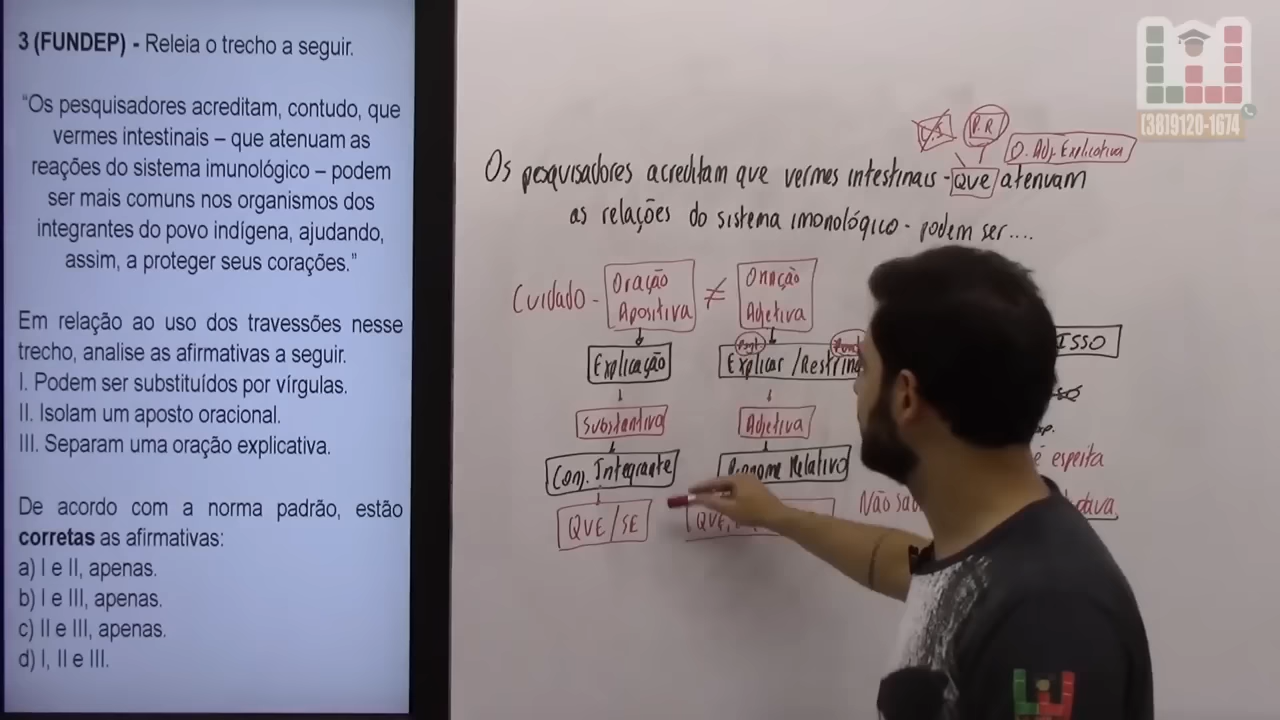 3 (FUNDEP) - Releia o trecho a seguir.
“Os pesquisadores acreditam, contudo, que
vermes intestinais – que atenuam as
reações do sistema imunológico – podem
ser mais comuns nos organismos dos
integrantes do povo indígena, ajudando,
assim, a proteger seus corações.”
Em relação ao uso dos travessões nesse
trecho, analise as afirmativas a seguir.
I. Podem ser substituídos por vírgulas.
II. Isolam um aposto oracional.
III. Separam uma oração explicativa.
De acordo com a norma padrão, estão
corretas as afirmativas:
a) I e II, apenas.
b) I e III, apenas.
c) II e III, apenas.
d) I, II e III.
(38)9120-1674
P.R
O. Adj. Explicativa
Os pesquisadores acreditam que vermes intestinais - que atenuam
as relações do sistema imonológico - podem ser....
Cuidado - Oração Apositiva ≠ Oração Adjetiva
Explicação
Explicar /Restring
ISSO
Substantiva
Adjetiva
Conj. Integrante
Pronome Relativo
é esperta
QUE/SE
QUE,
Não